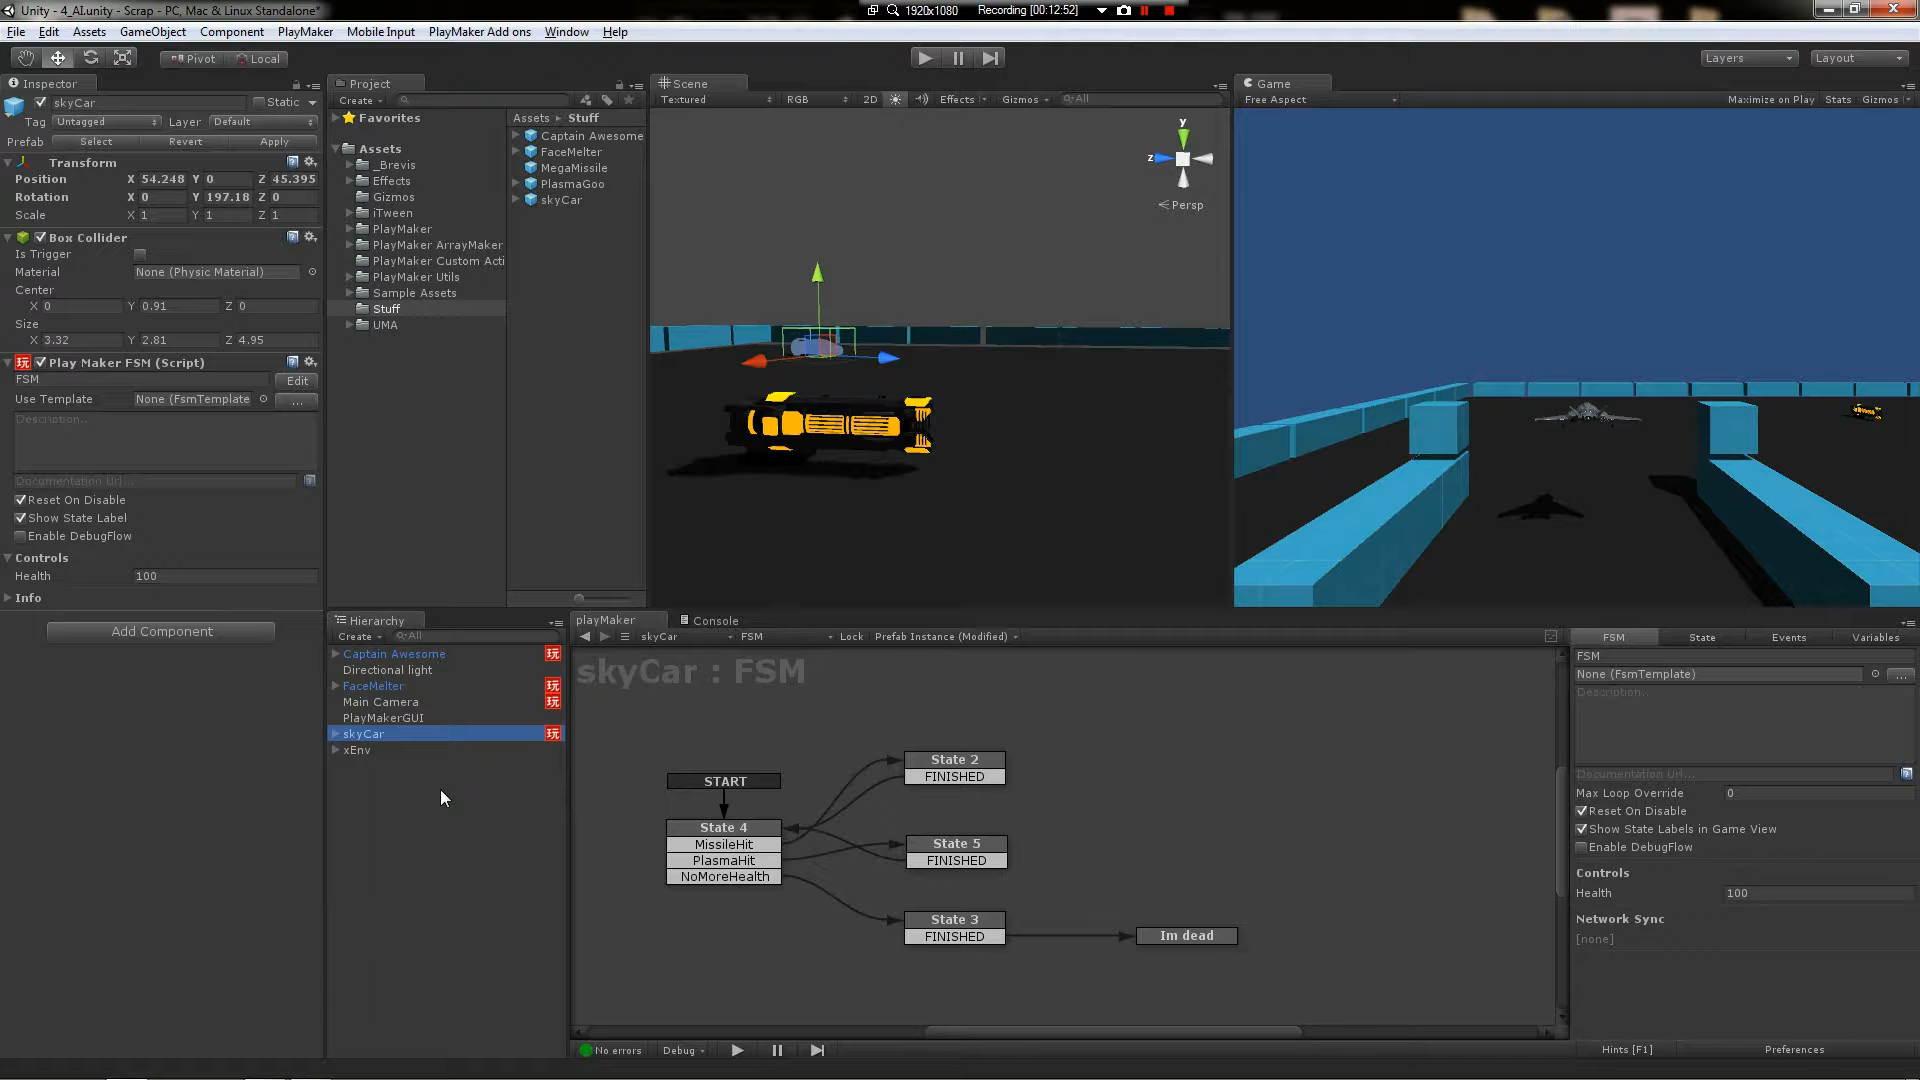 Unity - 4_AI.unity - Scrap - PC, Mac & Linux Standalone*
1920x1080
Recording [00:12:52]
File Edit Assets GameObject Component PlayMaker Mobile Input PlayMaker Add ons Window Help
Pivot Local
Layers Layout
Inspector
skyCar
Static
Tag Untagged Layer Default
Prefab Select Revert Apply
Transform
Position X 54.248 Y 0 Z 45.395
Rotation X 0 Y 197.18 Z 0
Scale X 1 Y 1 Z 1
Box Collider
Is Trigger
Material None (Physic Material)
Center
X 0 Y 0.91 Z 0
Size
X 3.32 Y 2.81 Z 4.95
玩 Play Maker FSM (Script)
FSM Edit
Use Template None (FsmTemplate ...
Description...
Documentation Url...
Reset On Disable
Show State Label
Enable DebugFlow
Controls
Health 100
Info
Add Component
Project
Create
Favorites
Assets
_Brevis
Effects
Gizmos
iTween
PlayMaker
PlayMaker ArrayMaker
PlayMaker Custom Acti
PlayMaker Utils
Sample Assets
Stuff
UMA
Assets Stuff
Captain Awesome
FaceMelter
MegaMissile
PlasmaGoo
skyCar
Scene
Textured RGB 2D Effects Gizmos All
y
z
Persp
Game
Free Aspect Maximize on Play Stats Gizmos
Hierarchy
Create All
Captain Awesome 玩
Directional light
FaceMelter 玩
Main Camera 玩
PlayMakerGUI
skyCar 玩
xEnv
playMaker Console
skyCar FSM Lock Prefab Instance (Modified)
skyCar : FSM
START
State 4
MissileHit
PlasmaHit
NoMoreHealth
State 2
FINISHED
State 5
FINISHED
State 3
FINISHED
Im dead
No errors Debug
FSM State Events Variables
FSM
None (FsmTemplate) ...
Description...
Documentation Url...
Max Loop Override 0
Reset On Disable
Show State Labels in Game View
Enable DebugFlow
Controls
Health 100
Network Sync
[none]
Hints [F1] Preferences